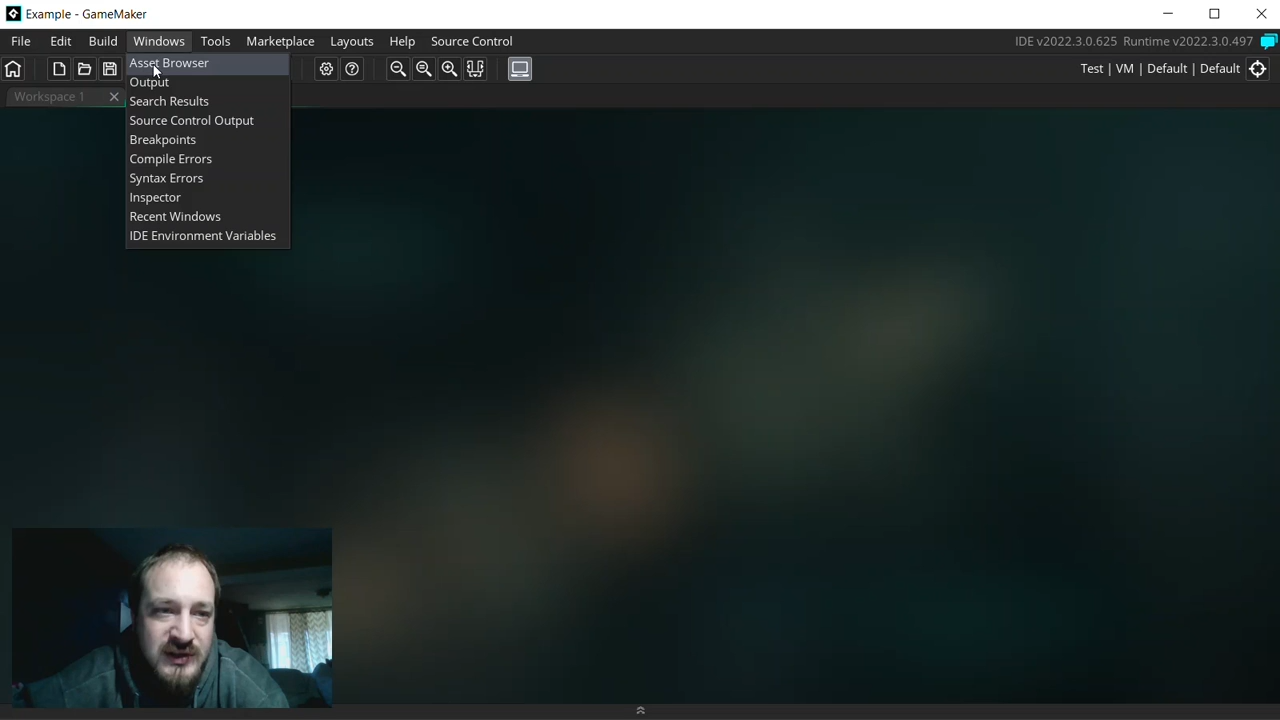 Example - GameMaker
File Edit Build Windows Tools Marketplace Layouts Help Source Control
IDE v2022.3.0.625 Runtime v2022.3.0.497
Test | VM | Default | Default
Workspace 1
Asset Browser
Output
Search Results
Source Control Output
Breakpoints
Compile Errors
Syntax Errors
Inspector
Recent Windows
IDE Environment Variables